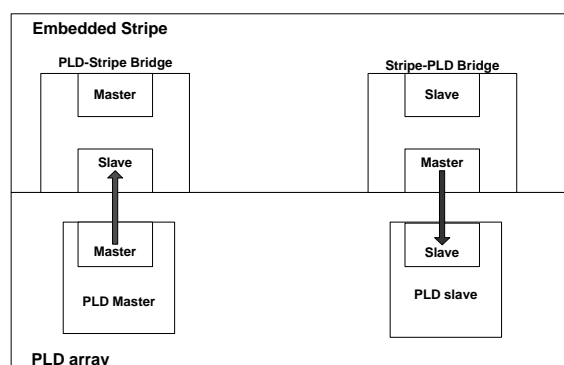 Embedded Stripe
PLD-Stripe Bridge
Stripe-PLD Bridge
Master
Slave
Slave
Master
Master
Slave
PLD Master
PLD slave
PLD array